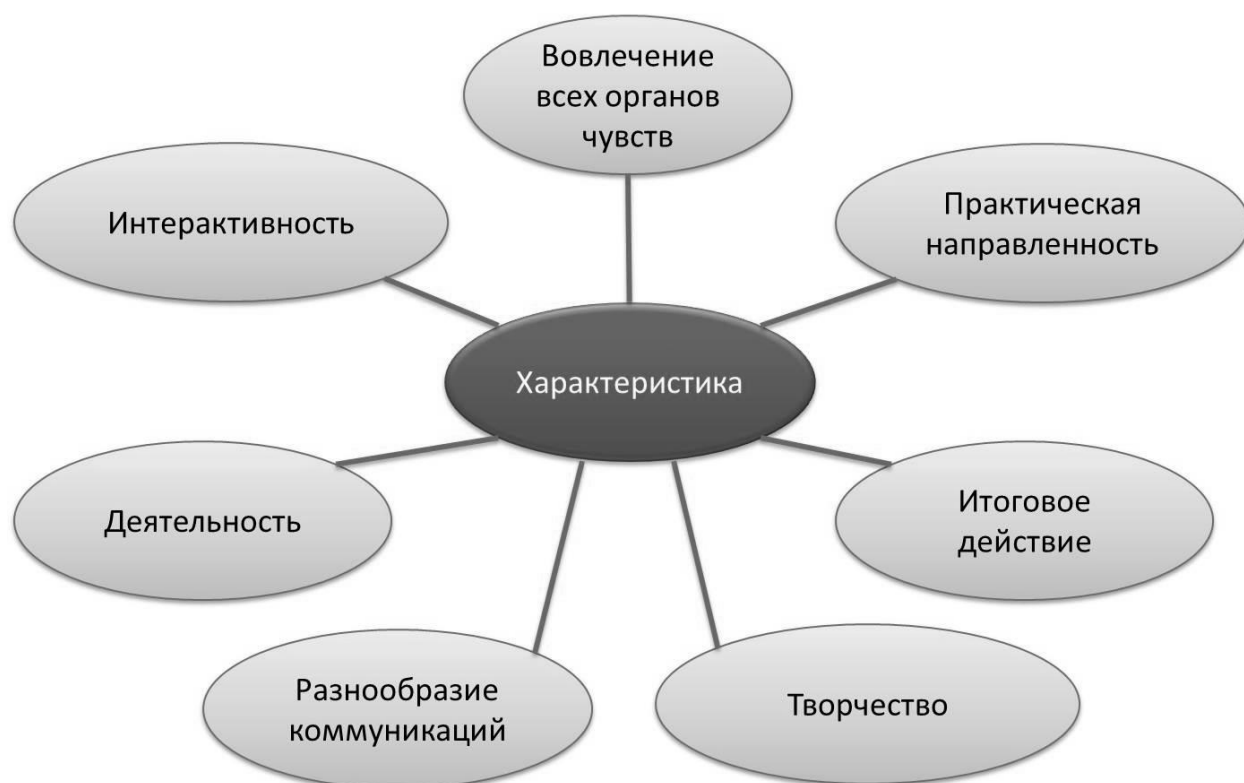 Вовлечение
всех органов
чувств
Интерактивность
Практическая
направленность
Характеристика
Деятельность
Итоговое
действие
Разнообразие
коммуникаций
Творчество